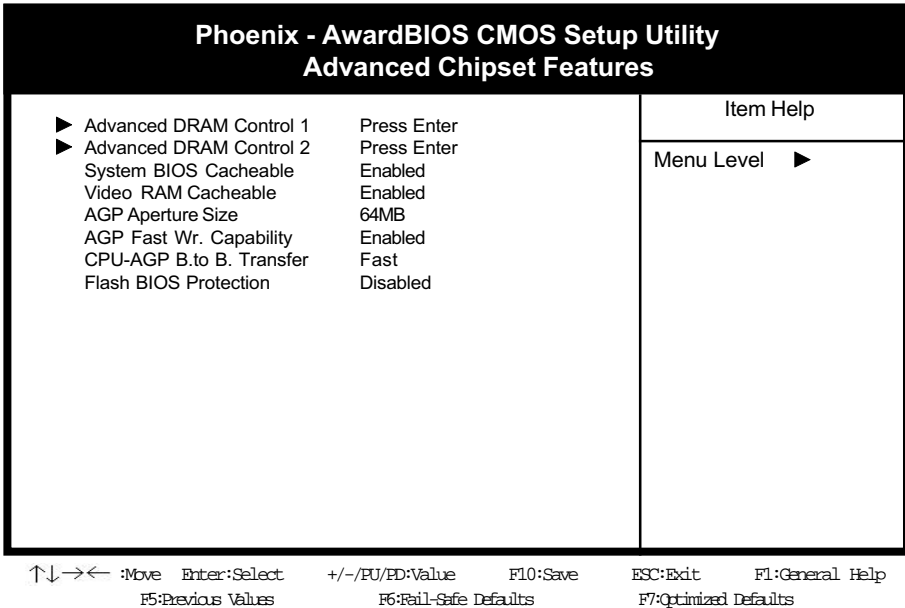 Phoenix - AwardBIOS CMOS Setup Utility
Advanced Chipset Features
Item Help
Menu Level ▶
▶ Advanced DRAM Control 1 Press Enter
▶ Advanced DRAM Control 2 Press Enter
System BIOS Cacheable Enabled
Video RAM Cacheable Enabled
AGP Aperture Size 64MB
AGP Fast Wr. Capability Enabled
CPU-AGP B.to B. Transfer Fast
Flash BIOS Protection Disabled
↑↓→← :Move Enter:Select +/-/PU/PD:Value F10:Save ESC:Exit F1:General Help
F5:Previous Values F6:Fail-Safe Defaults F7:Optimized Defaults